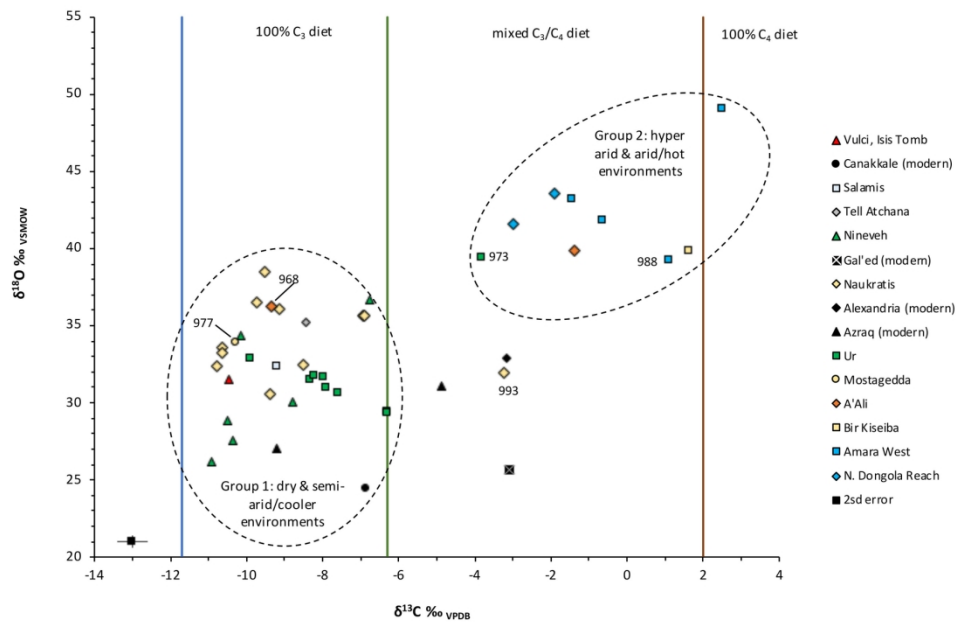 100% C₃ diet
mixed C₃/C₄ diet
100% C₄ diet
δ¹⁸O ‰ VSMOW
55
50
45
40
35
30
25
20
Group 2: hyper
arid & arid/hot
environments
973
988
968
977
993
Group 1: dry & semi-
arid/cooler
environments
-14
-12
-10
-8
-6
-4
-2
0
2
4
δ¹³C ‰ VPDB
Vulci, Isis Tomb
Canakkale (modern)
Salamis
Tell Atchana
Nineveh
Gal'ed (modern)
Naukratis
Alexandria (modern)
Azraq (modern)
Ur
Mostagedda
A'Ali
Bir Kiseiba
Amara West
N. Dongola Reach
2sd error